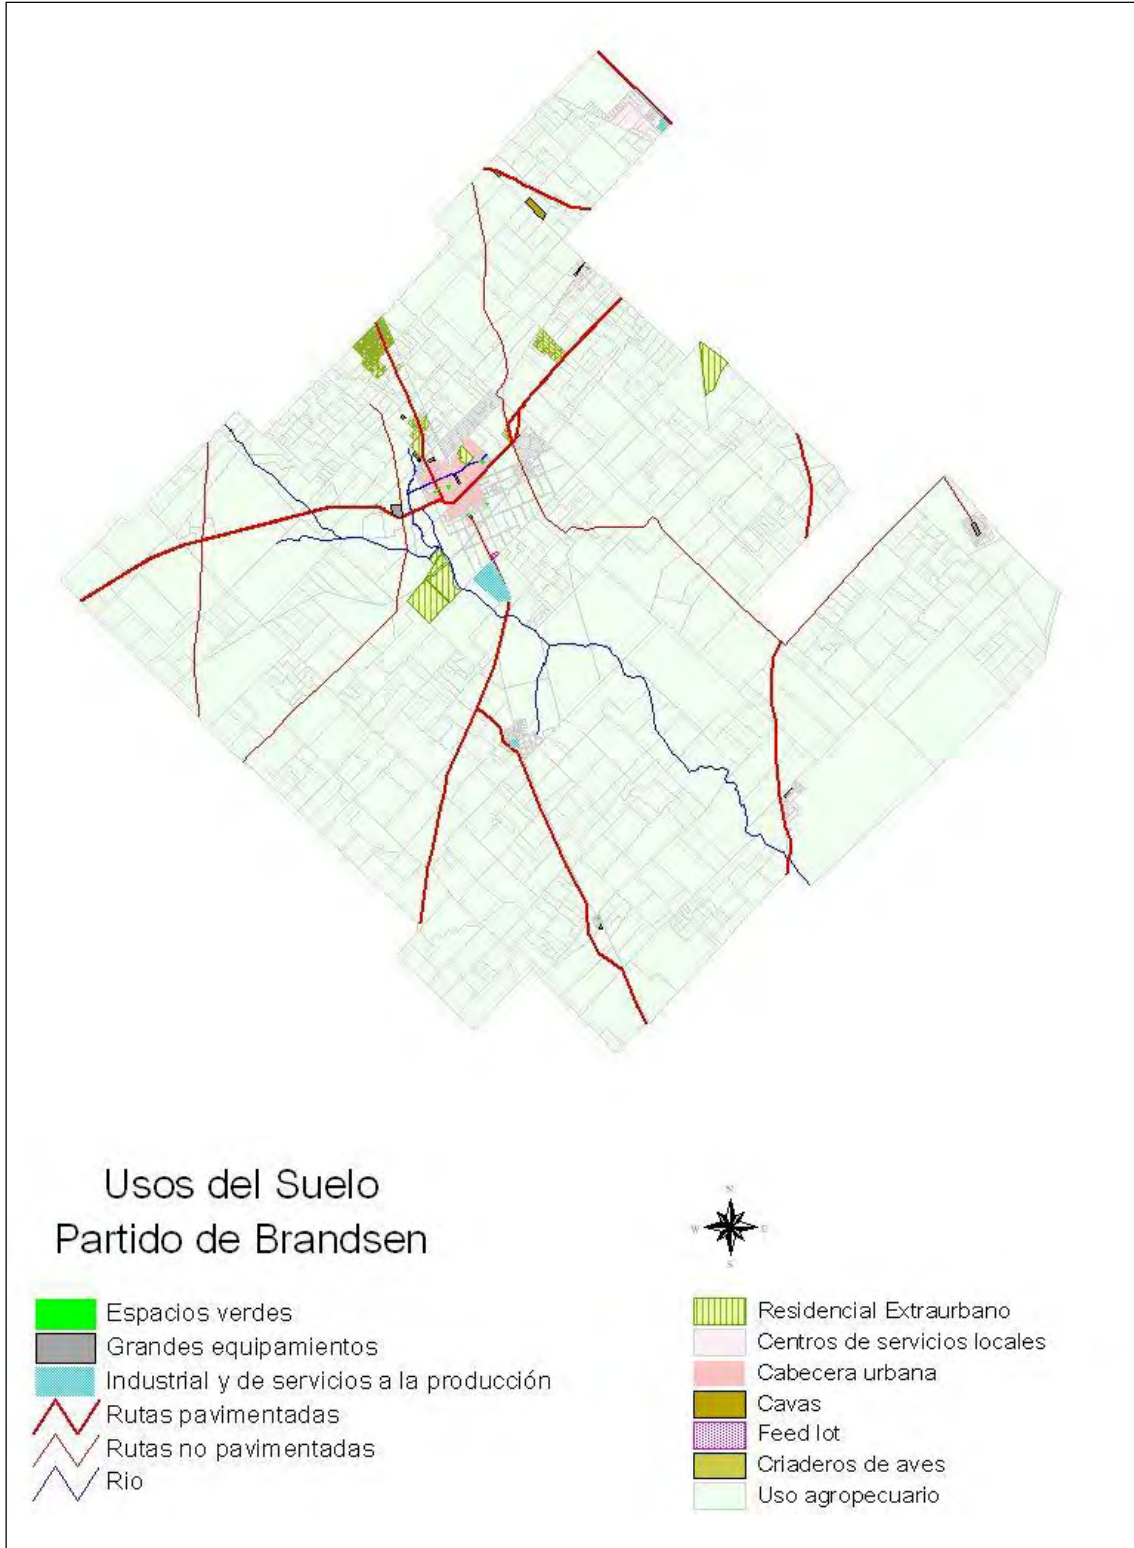 Usos del Suelo
Partido de Brandsen
N
W
E
S
Espacios verdes
Grandes equipamientos
Industrial y de servicios a la producción
Rutas pavimentadas
Rutas no pavimentadas
Rio
Residencial Extraurbano
Centros de servicios locales
Cabecera urbana
Cavas
Feed lot
Criaderos de aves
Uso agropecuario